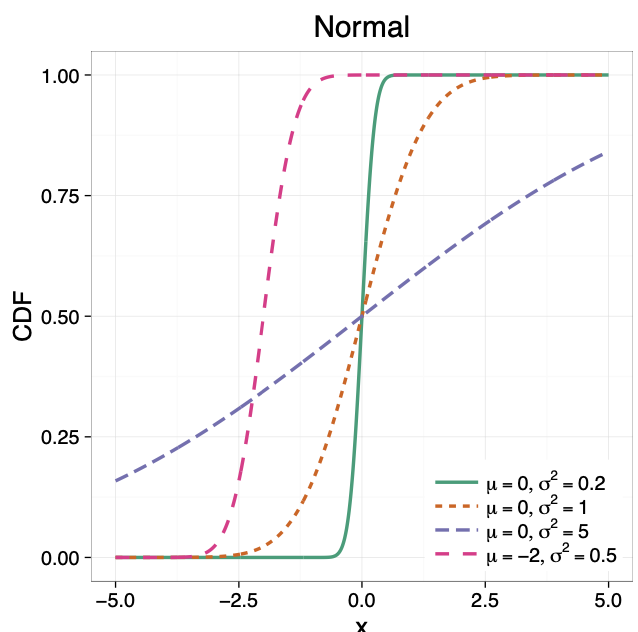 Normal
CDF
1.00
0.75
0.50
0.25
0.00
−5.0
−2.5
0.0
2.5
5.0
x
μ = 0, σ² = 0.2
μ = 0, σ² = 1
μ = 0, σ² = 5
μ = −2, σ² = 0.5